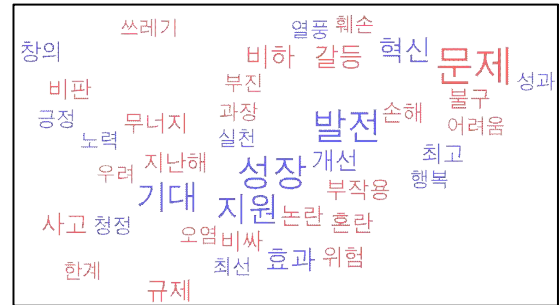 쓰레기
열풍
훼손
창의
비하
갈등
혁신
문제
성과
비판
부진
불구
긍정
무너지
과장
발전
손해
어려움
노력
실천
우려
지난해
성장
개선
최고
행복
기대
지원
부작용
사고
청정
논란
혼란
오염
비싸
한계
최선
효과
위험
규제